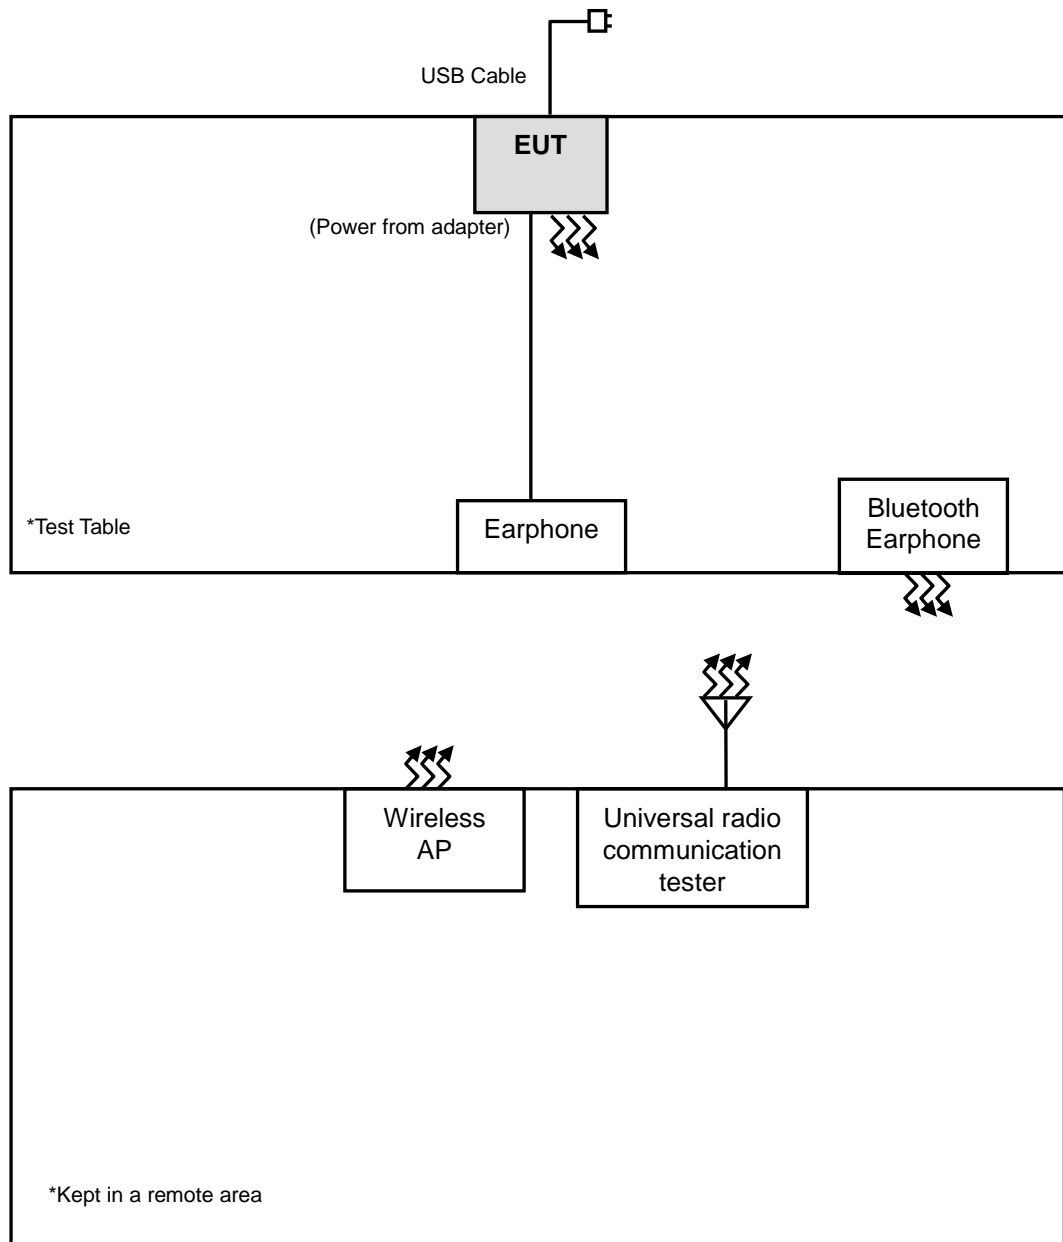 USB Cable
EUT
(Power from adapter)
*Test Table
Earphone
Bluetooth
Earphone
Wireless
AP
Universal radio
communication
tester
*Kept in a remote area